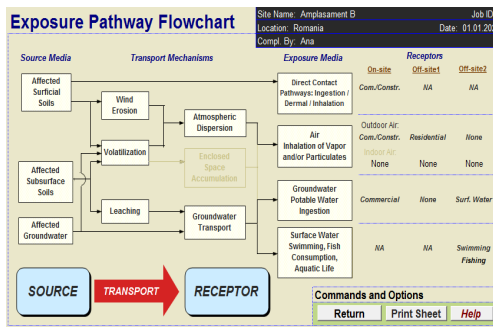 Exposure Pathway Flowchart
Site Name: Amplasament B
Job ID
Location: Romania
Date: 01.01.20
Compl. By: Ana
Source Media
Transport Mechanisms
Exposure Media
Receptors
On-site
Off-site1
Off-site2
Affected
Surficial
Soils
Wind
Erosion
Direct Contact
Pathways: Ingestion /
Dermal / Inhalation
Com./Constr.
NA
NA
Atmospheric
Dispersion
Volatilization
Air
Inhalation of Vapor
and/or Particulates
Outdoor Air:
Com./Constr.
Residential
None
Indoor Air:
None
None
None
Enclosed
Space
Accumulation
Affected
Subsurface
Soils
Leaching
Groundwater
Potable Water
Ingestion
Commercial
None
Surf. Water
Affected
Groundwater
Groundwater
Transport
Surface Water
Swimming, Fish
Consumption,
Aquatic Life
NA
NA
Swimming
Fishing
SOURCE
TRANSPORT
RECEPTOR
Commands and Options
Return
Print Sheet
Help